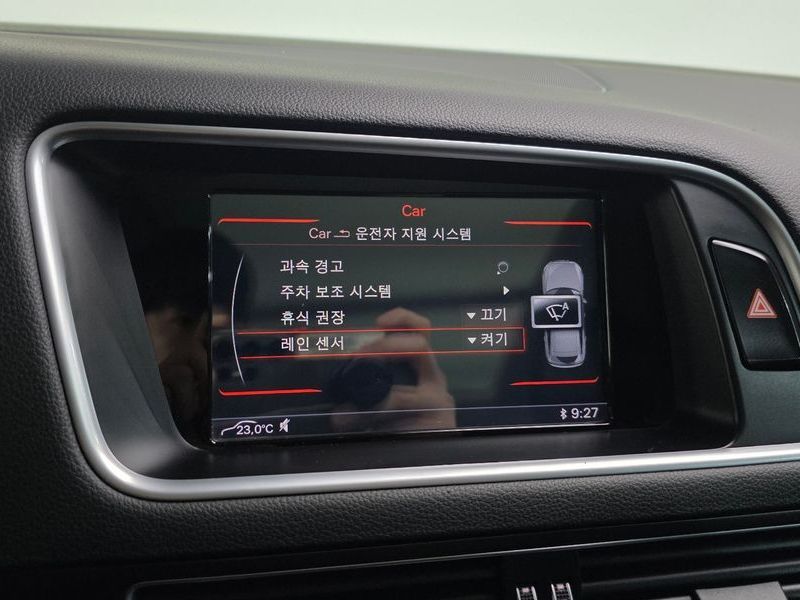 Car
Car 운전자 지원 시스템
과속 경고
주차 보조 시스템
휴식 권장 끄기
레인 센서 켜기
A
23,0°C 9:27